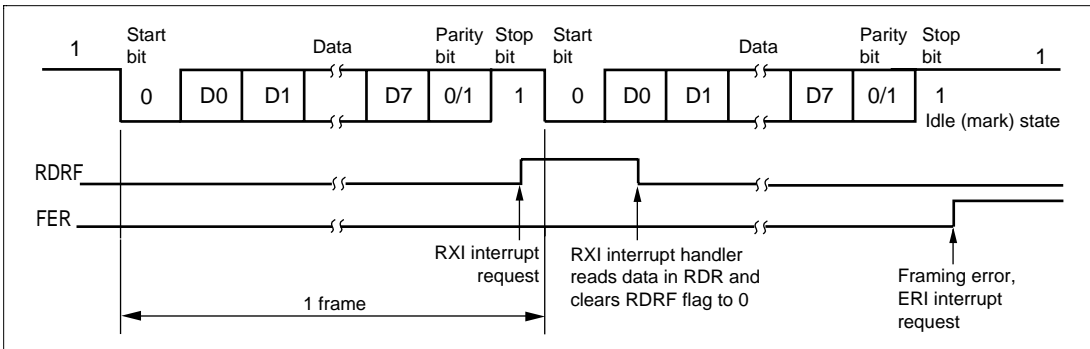 1
Start
bit
Data
Parity
bit
Stop
bit
Start
bit
Data
Parity
bit
Stop
bit
1
0 D0 D1 D7 0/1 1 0 D0 D1 D7 0/1 1
Idle (mark) state
RDRF
FER
RXI interrupt
request
RXI interrupt handler
reads data in RDR and
clears RDRF flag to 0
Framing error,
ERI interrupt
request
1 frame